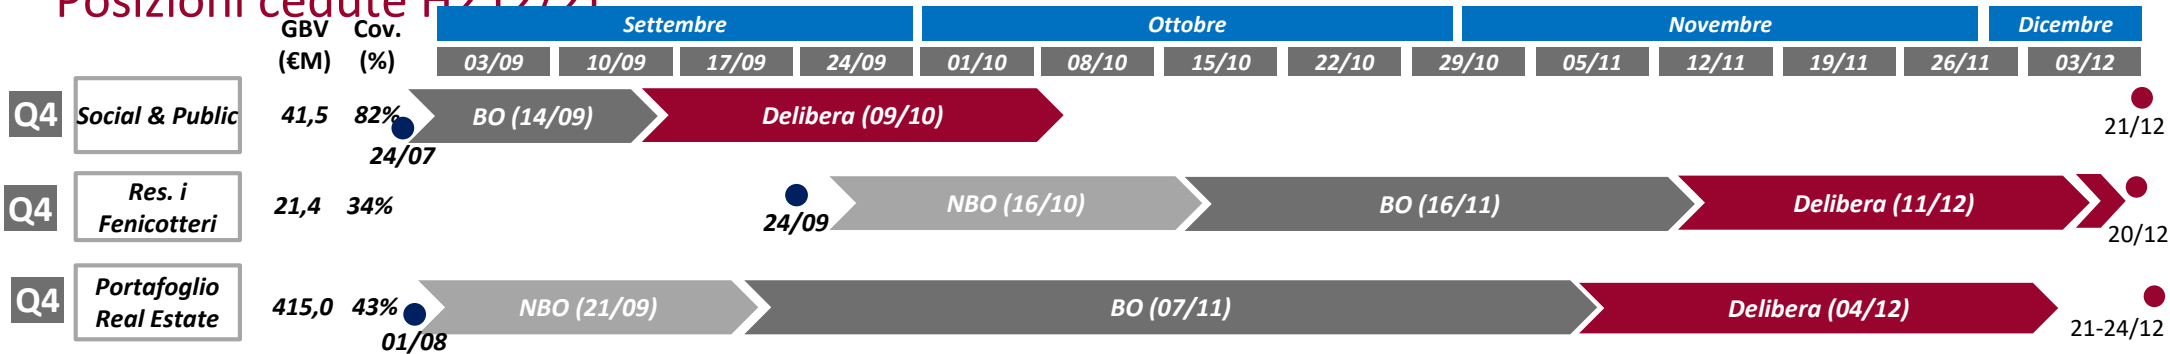 Posizioni cedute
GBV Cov. Settembre Ottobre Novembre Dicembre
(€M) (%) 03/09 10/09 17/09 24/09 01/10 08/10 15/10 22/10 29/10 05/11 12/11 19/11 26/11 03/12
Q4 Social & Public 41,5 82% BO (14/09) Delibera (09/10)
24/07 21/12
Q4 Res. i Fenicotteri 21,4 34% NBO (16/10) BO (16/11) Delibera (11/12)
24/09 20/12
Q4 Portafoglio Real Estate 415,0 43% NBO (21/09) BO (07/11) Delibera (04/12)
01/08 21-24/12